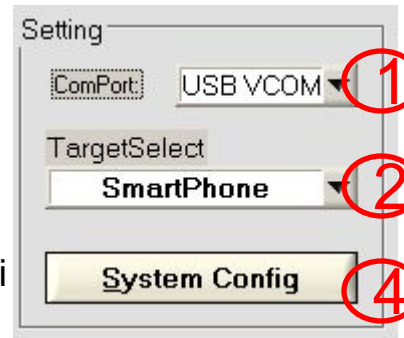 Setting
ComPort: USB VCOM 1
TargetSelect
SmartPhone 2
i System Config 4